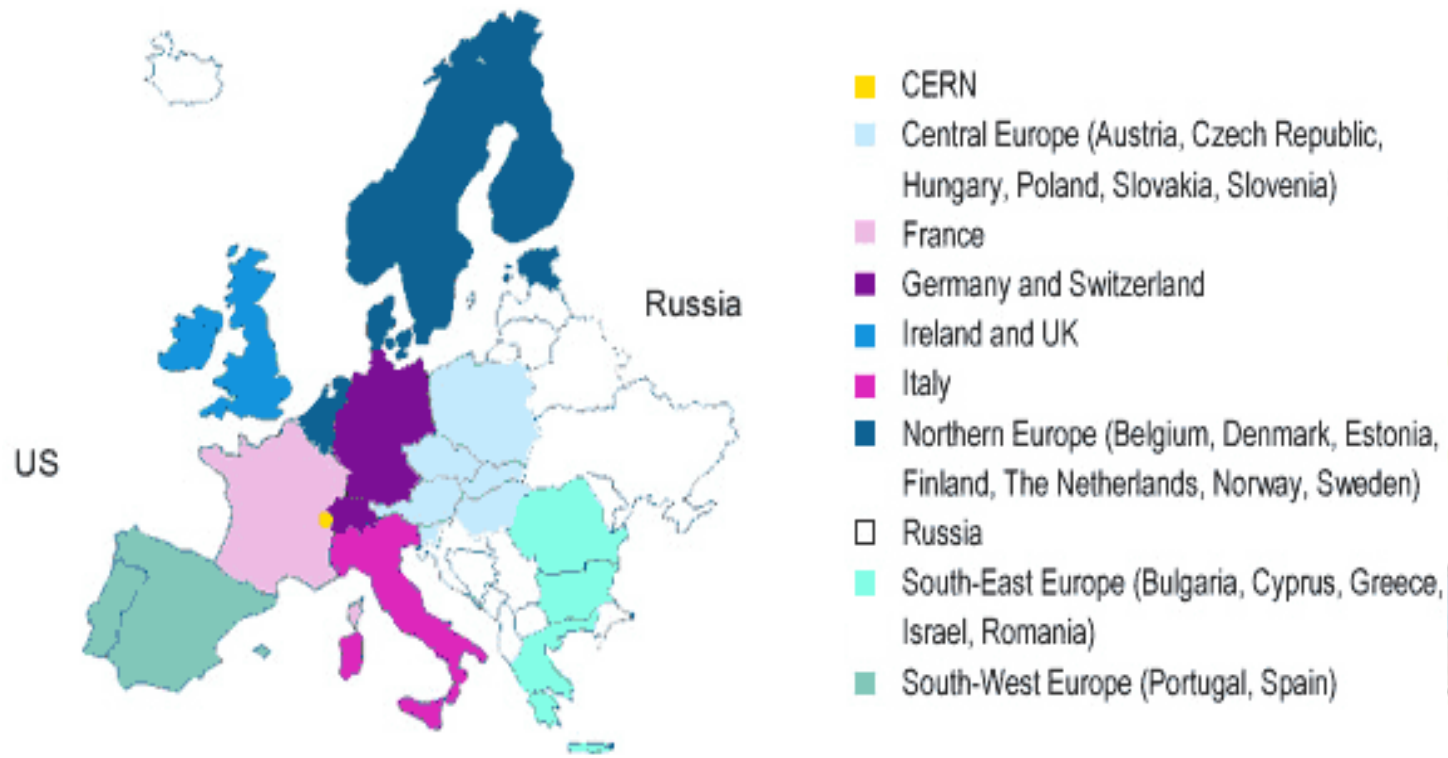 CERN
Central Europe (Austria, Czech Republic,
Hungary, Poland, Slovakia, Slovenia)
France
Germany and Switzerland
Ireland and UK
Russia
Italy
Northern Europe (Belgium, Denmark, Estonia,
US
Finland, The Netherlands, Norway, Sweden)
Russia
South-East Europe (Bulgaria, Cyprus, Greece,
Israel, Romania)
South-West Europe (Portugal, Spain)